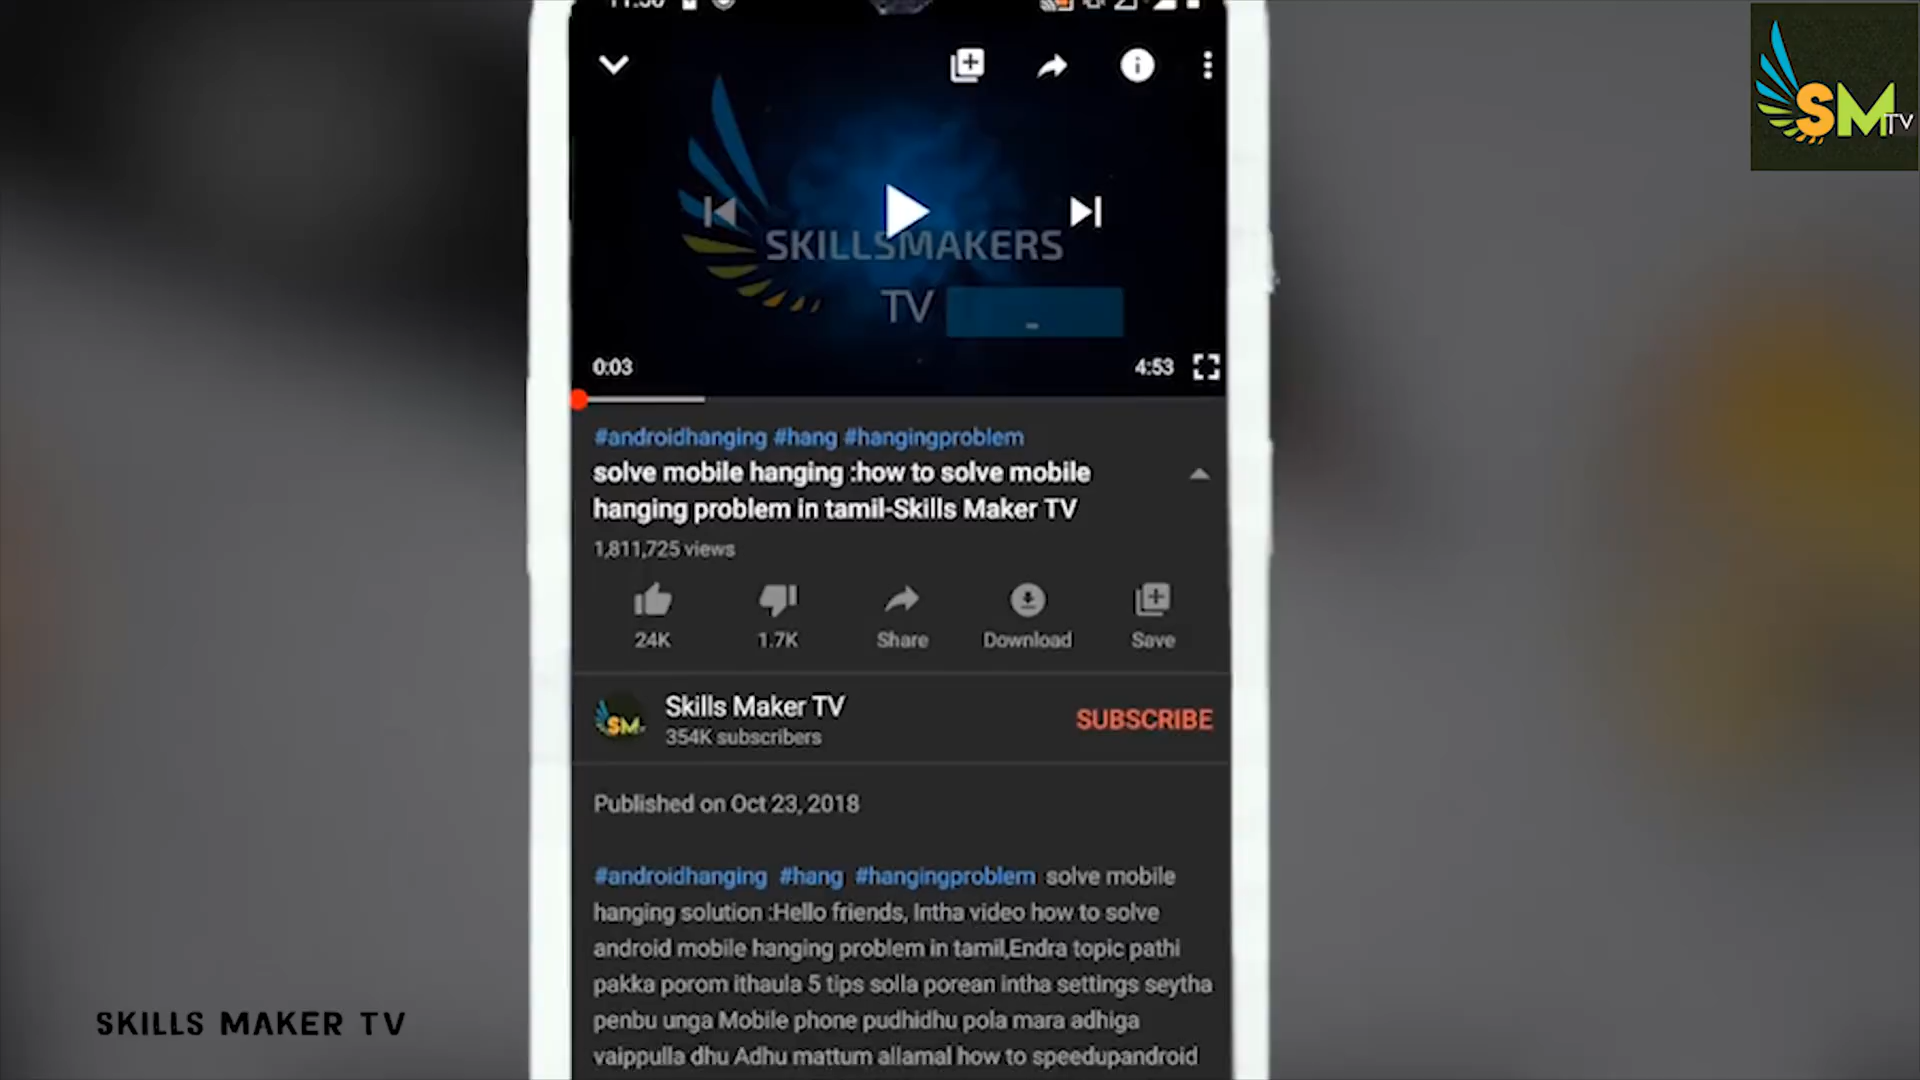 11:50
SMTV
SKILLSMAKERS
TV
0:03
4:53
#androidhanging #hang #hangingproblem
solve mobile hanging :how to solve mobile
hanging problem in tamil-Skills Maker TV
1,811,725 views
24K
1.7K
Share
Download
Save
SM
Skills Maker TV
354K subscribers
SUBSCRIBE
Published on Oct 23, 2018
#androidhanging #hang #hangingproblem solve mobile
hanging solution :Hello friends, Intha video how to solve
android mobile hanging problem in tamil,Endra topic pathi
pakka porom ithaula 5 tips solla porean intha settings seytha
penbu unga Mobile phone pudhidhu pola mara adhiga
vaippulla dhu Adhu mattum allamal how to speedupandroid
SKILLS MAKER TV